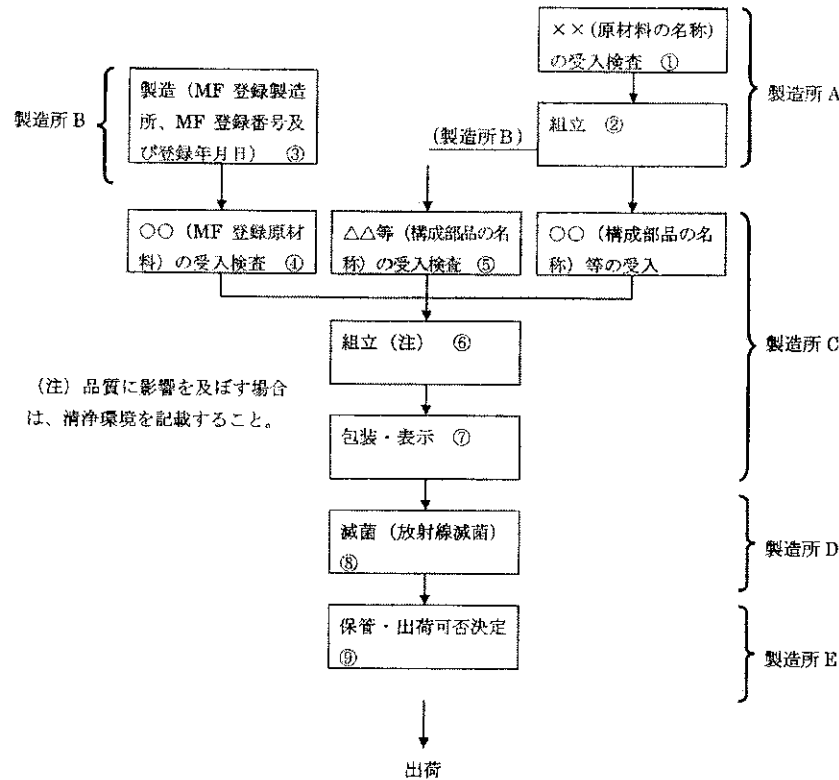 ××(原材料の名称)
の受入検査 ①
製造所 A
組立 ②
製造所 B
製造(MF 登録製造
所、MF 登録番号及
び登録年月日) ③
(製造所B)
○○(MF 登録原材
料)の受入検査 ④
△△等(構成部品の名
称)の受入検査 ⑤
○○(構成部品の名
称)等の受入
製造所 C
組立(注) ⑥
(注)品質に影響を及ぼす場合
は、清浄環境を記載すること。
包装・表示 ⑦
滅菌(放射線滅菌)
⑧
製造所 D
保管・出荷可否決定
⑨
製造所 E
出荷